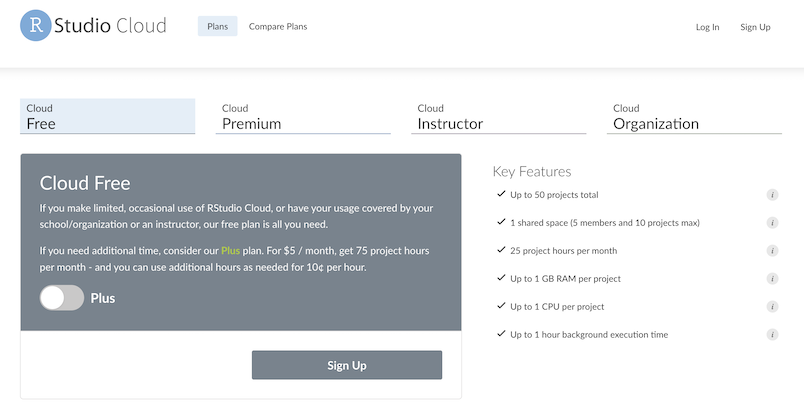 R Studio Cloud
Plans
Compare Plans
Log In
Sign Up
Cloud
Free
Cloud
Premium
Cloud
Instructor
Cloud
Organization
Cloud Free
If you make limited, occasional use of RStudio Cloud, or have your usage covered by your
school/organization or an instructor, our free plan is all you need.
If you need additional time, consider our Plus plan. For $5 / month, get 75 project hours
per month - and you can use additional hours as needed for 10¢ per hour.
Plus
Sign Up
Key Features
Up to 50 projects total
i
1 shared space (5 members and 10 projects max)
i
25 project hours per month
i
Up to 1 GB RAM per project
i
Up to 1 CPU per project
i
Up to 1 hour background execution time
i